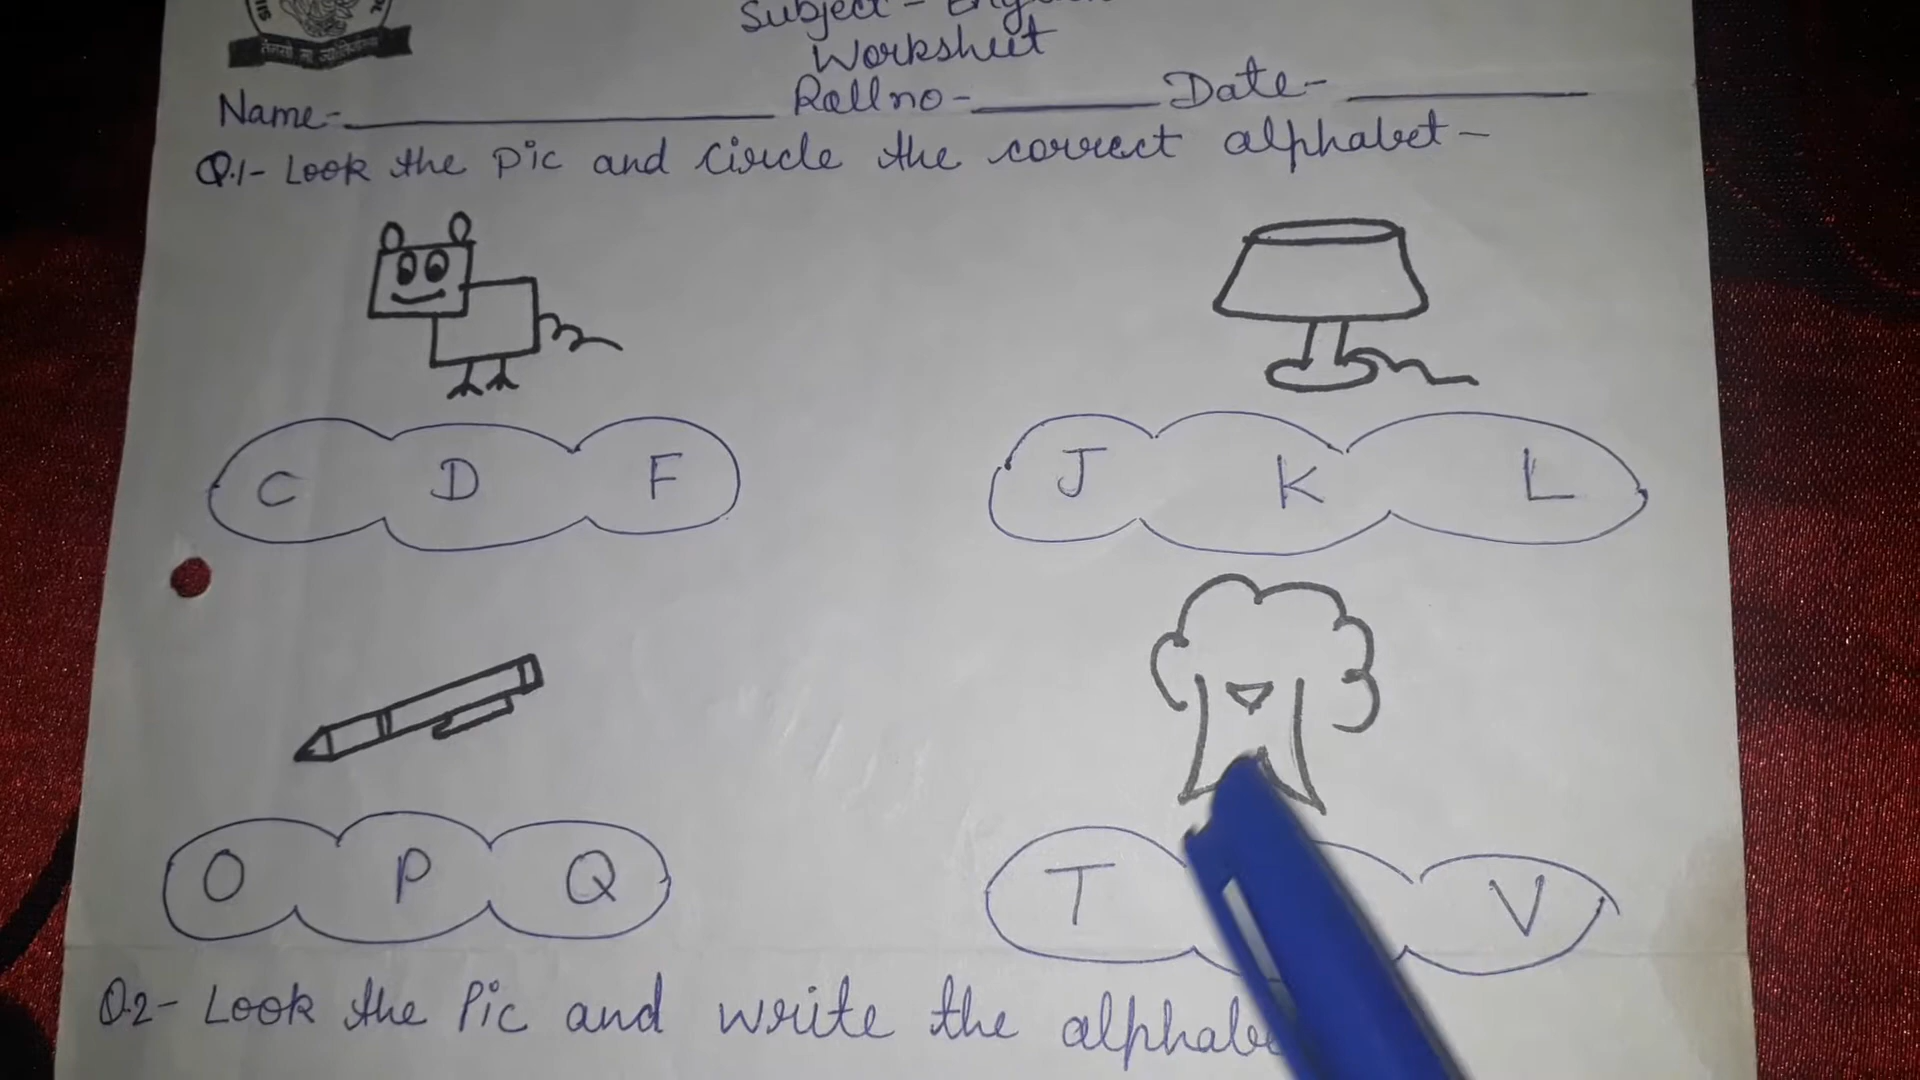 Subject - English
Worksheet
Name- Roll no - Date-
Q.1- Look the Pic and Circle the correct alphabet-
C D F
J K L
O P Q
T V
Q.2- Look the Pic and write the